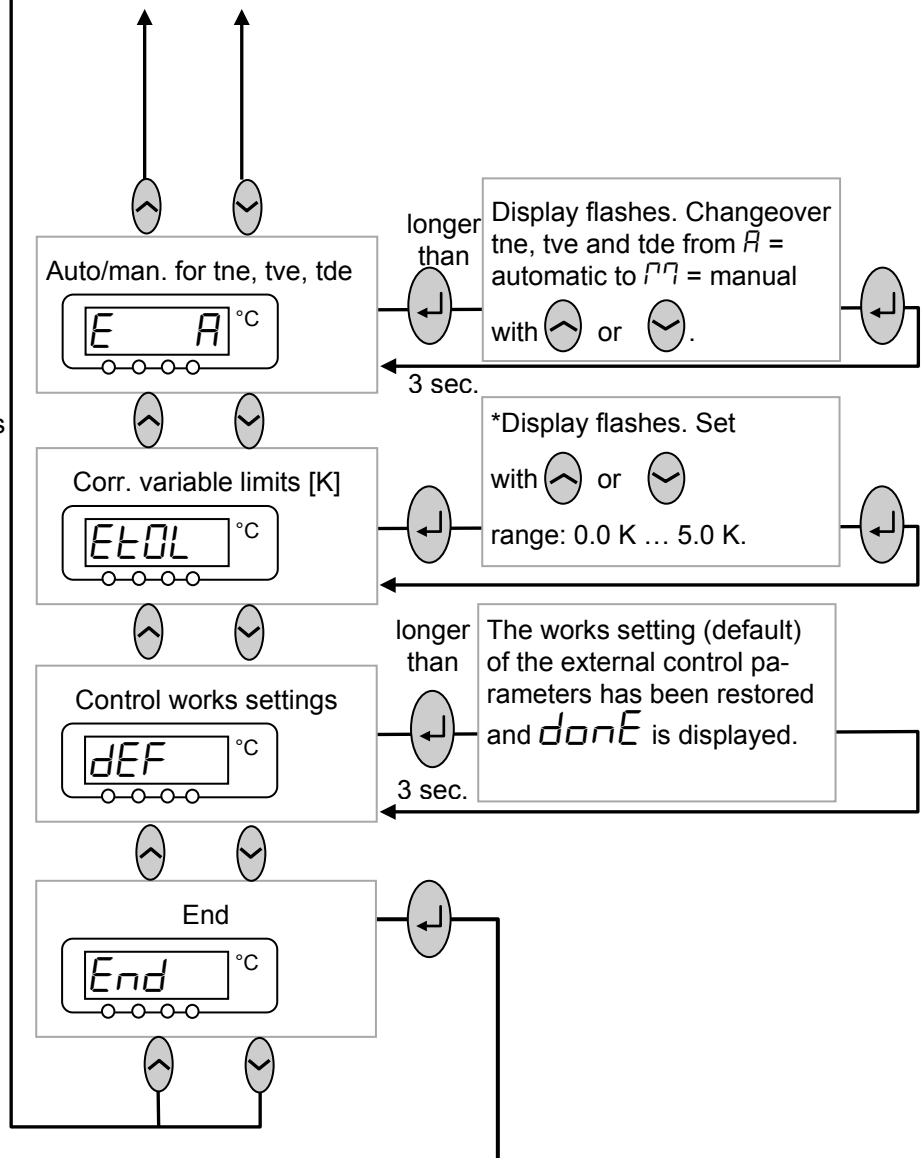 longer
than
Display flashes. Changeover
tne, tve and tde from A =
automatic to M = manual
with or .
Auto/man. for tne, tve, tde
E A °C
3 sec.
s
*Display flashes. Set
with or
range: 0.0 K … 5.0 K.
Corr. variable limits [K]
EtOL °C
longer
than
The works setting (default)
of the external control pa-
rameters has been restored
and donE is displayed.
Control works settings
dEF °C
3 sec.
End
End °C